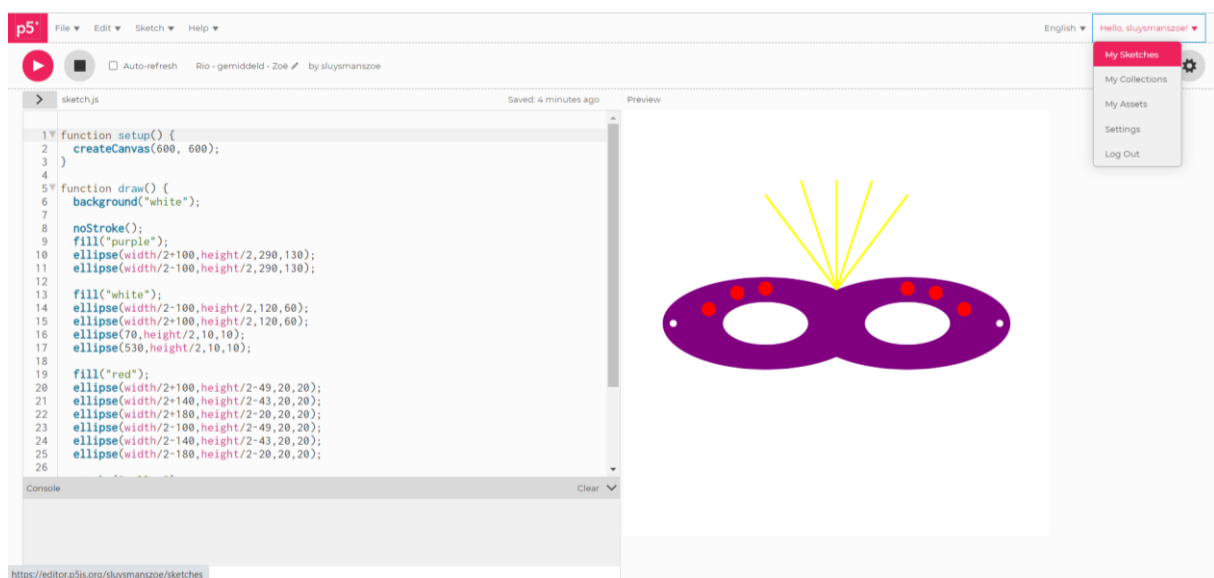 p5* File ▾ Edit ▾ Sketch ▾ Help ▾ English ▾ Hello, sluysmanszoe! ▾
My Sketches
My Collections
My Assets
Settings
Log Out
Auto-refresh Rio - gemiddeld - Zoë by sluysmanszoe
> sketch.js Saved: 4 minutes ago Preview
1 function setup() {
2 createCanvas(600, 600);
3 }
4
5 function draw() {
6 background("white");
7
8 noStroke();
9 fill("purple");
10 ellipse(width/2+100,height/2,290,130);
11 ellipse(width/2-100,height/2,290,130);
12
13 fill("white");
14 ellipse(width/2-100,height/2,120,60);
15 ellipse(width/2+100,height/2,120,60);
16 ellipse(70,height/2,10,10);
17 ellipse(530,height/2,10,10);
18
19 fill("red");
20 ellipse(width/2+100,height/2-49,20,20);
21 ellipse(width/2+140,height/2-43,20,20);
22 ellipse(width/2+180,height/2-20,20,20);
23 ellipse(width/2-100,height/2-49,20,20);
24 ellipse(width/2-140,height/2-43,20,20);
25 ellipse(width/2-180,height/2-20,20,20);
26
Console Clear
https://editor.p5js.org/sluysmanszoe/sketches